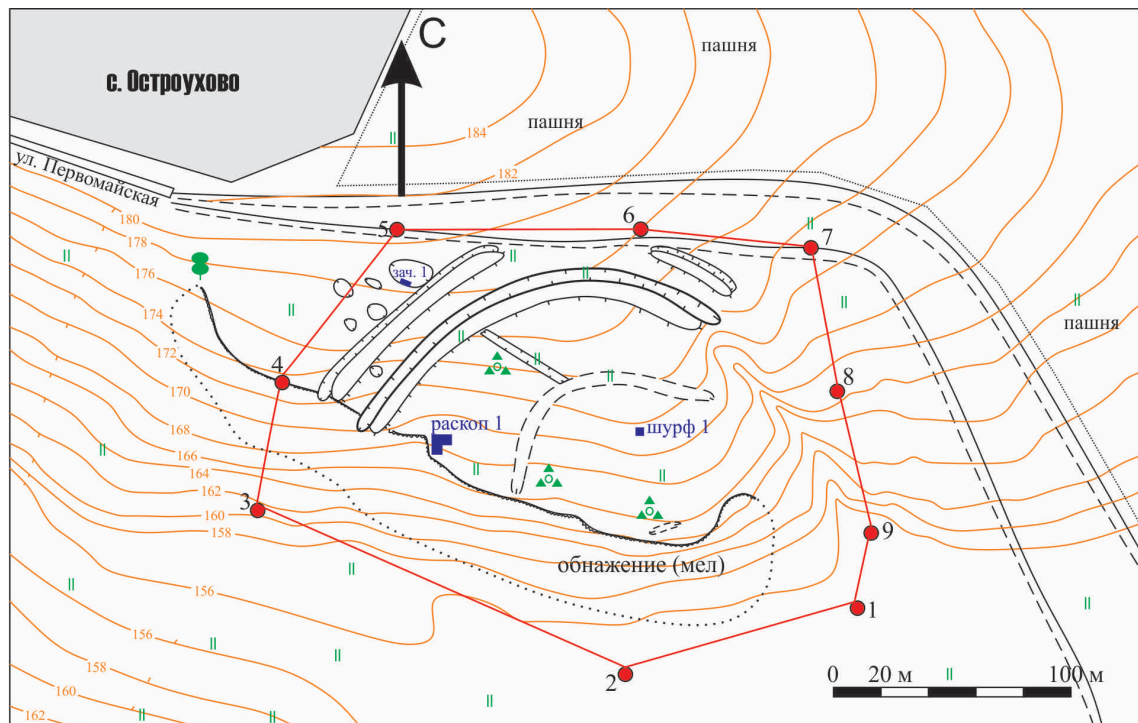 С
пашня
с. Остроухово
пашня
184
182
ул. Первомайская
180
178
176
174
172
170
168
166
164
162
160
158
156
156
158
160
162
5
6
7
зач. 1
пашня
4
8
раскоп 1
шурф 1
3
9
обнажение (мел)
1
2
0 20 м 100 м